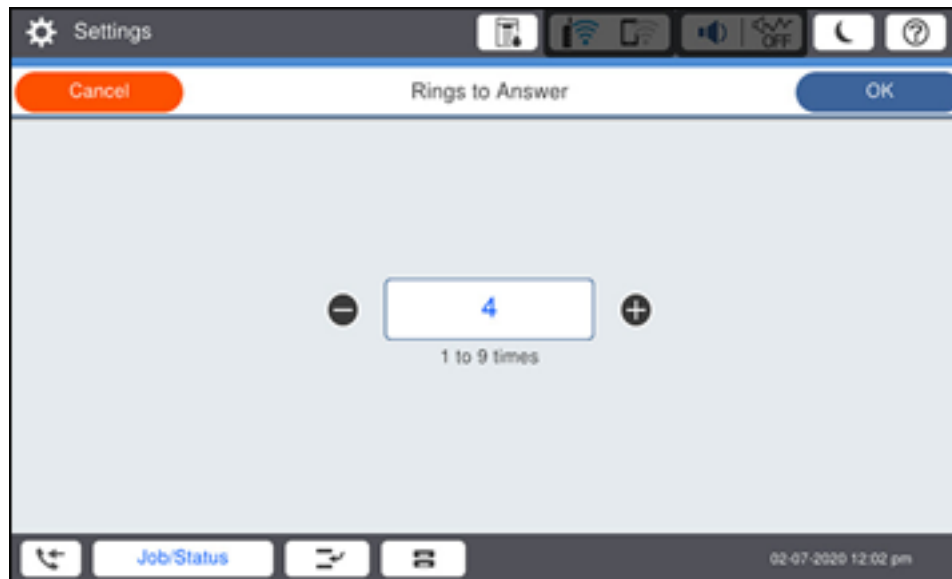 Settings
OFF
Cancel
Rings to Answer
OK
4
1 to 9 times
Job/Status
02-07-2020 12:02 pm